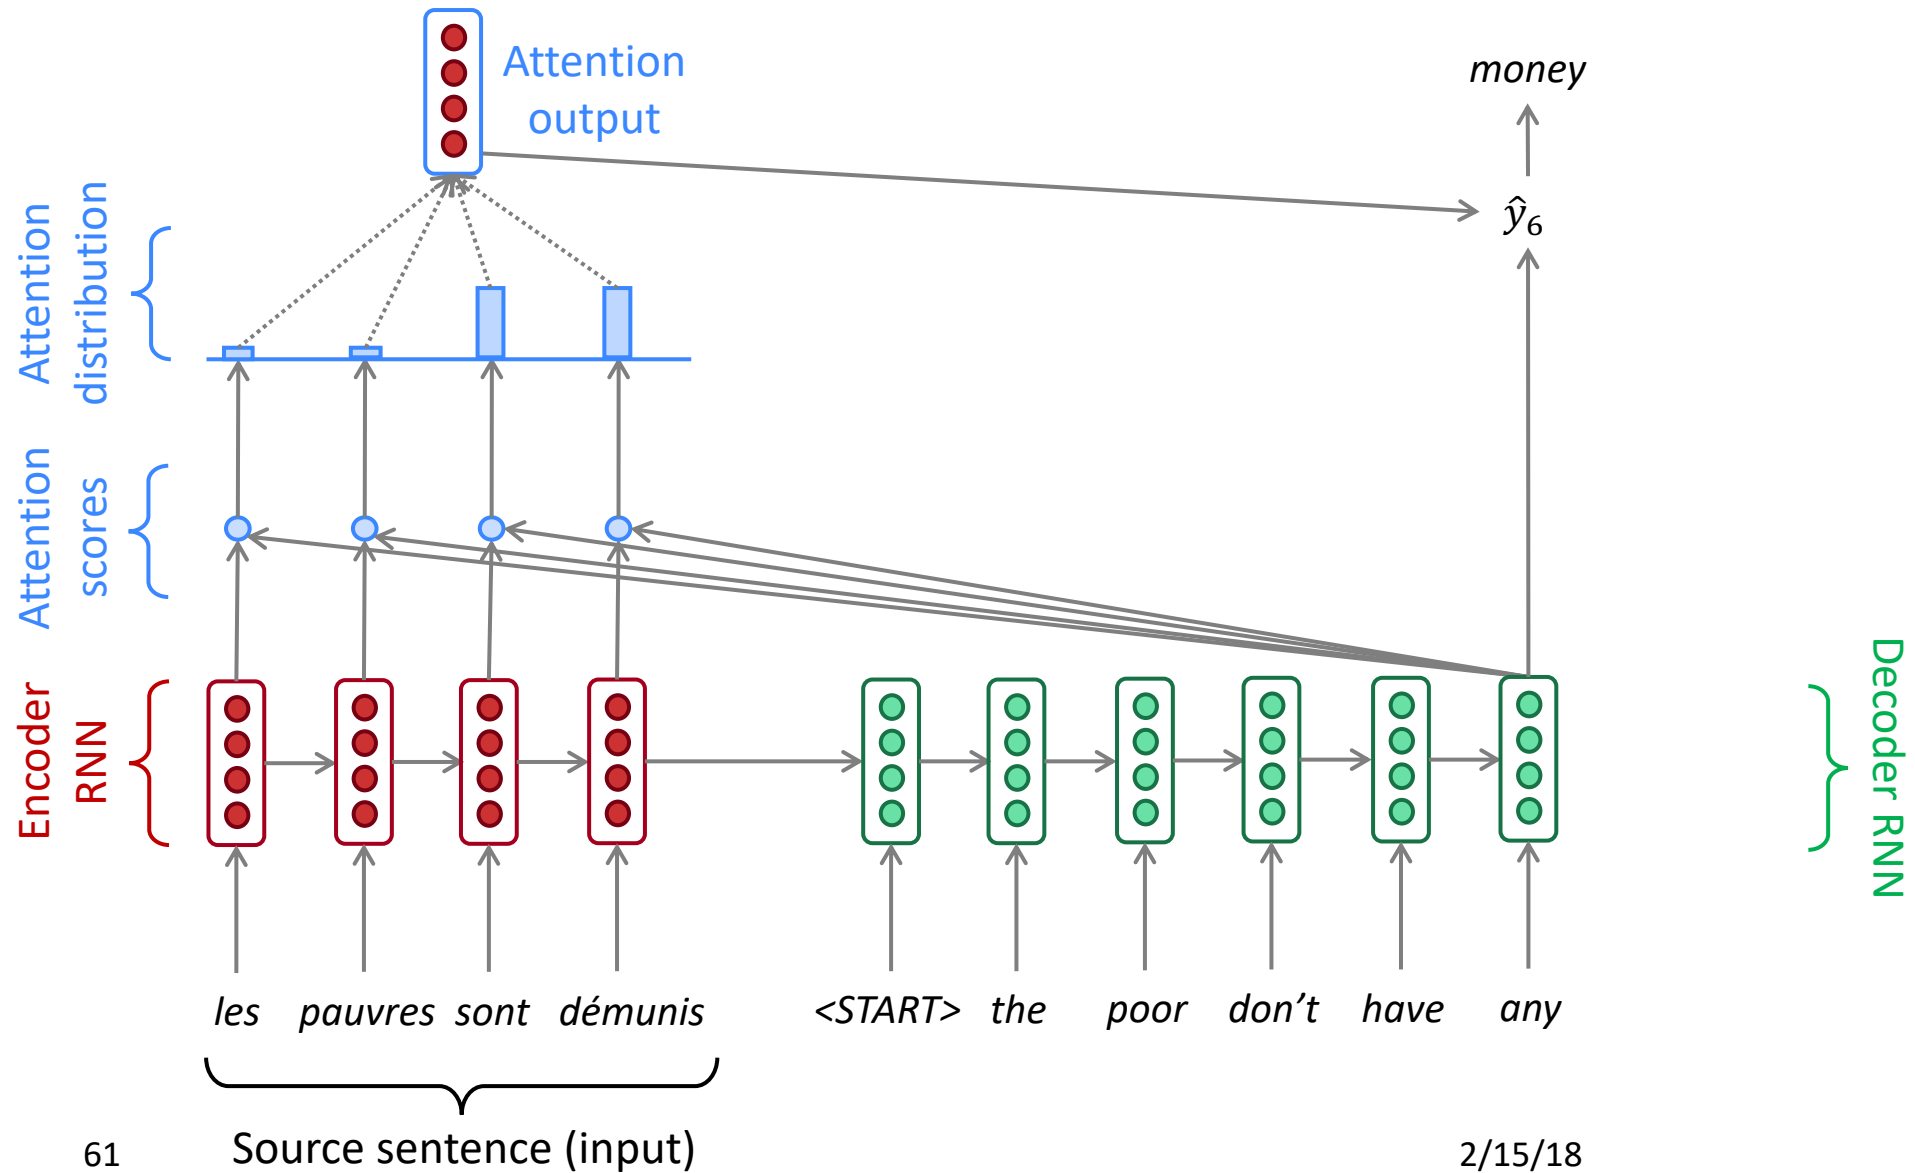 Attention
output
money
Attention
distribution
ŷ₆
Attention
scores
Encoder
RNN
Decoder RNN
les pauvres sont démunis <START> the poor don’t have any
Source sentence (input)
61
2/15/18